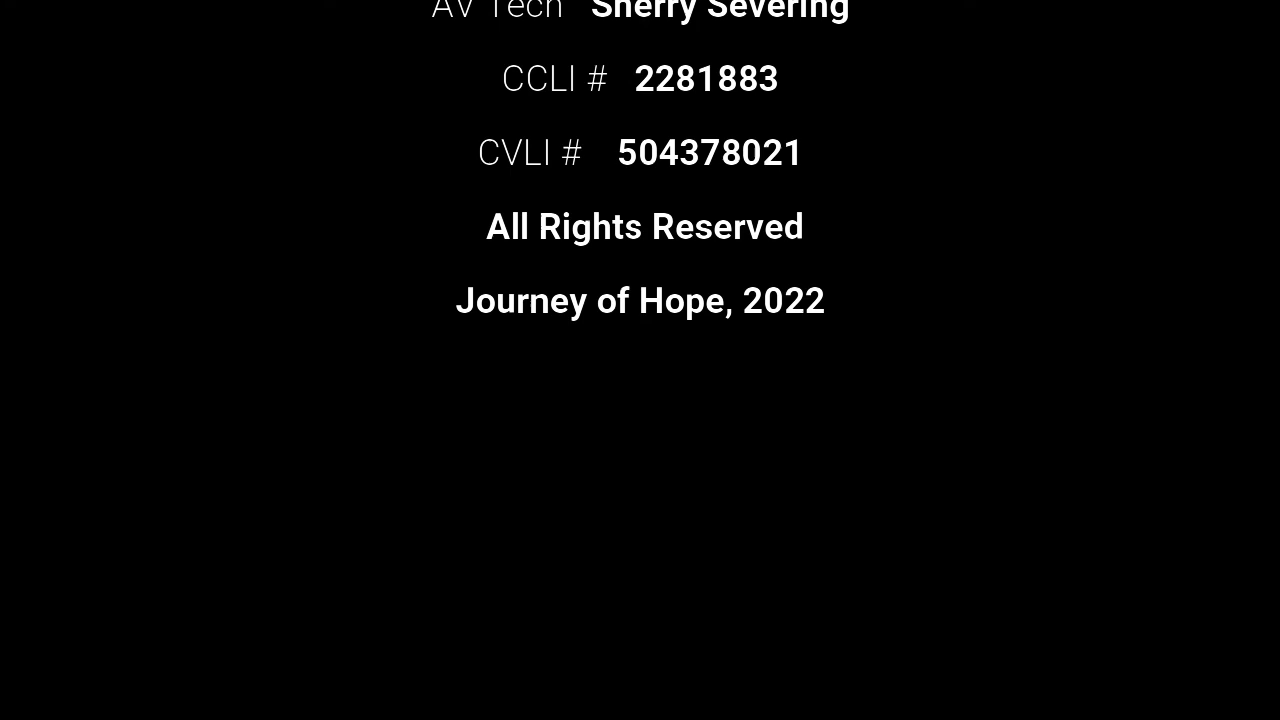 AV Tech Sherry Severing
CCLI # 2281883
CVLI # 504378021
All Rights Reserved
Journey of Hope, 2022